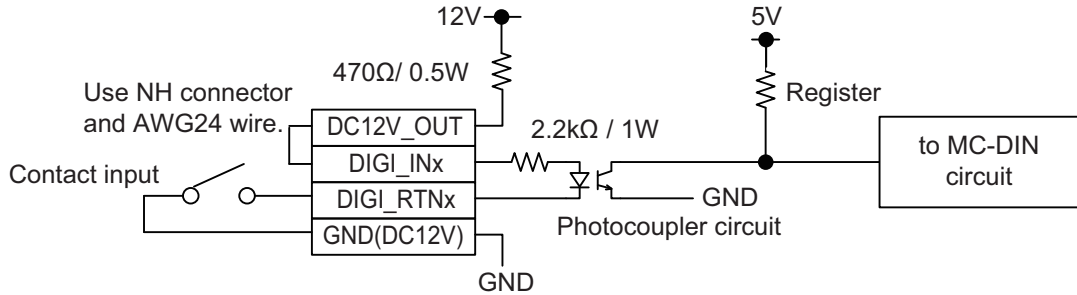 12V
5V
470Ω/ 0.5W
Use NH connector
and AWG24 wire.
Register
DC12V_OUT
2.2kΩ / 1W
to MC-DIN
circuit
DIGI_INx
Contact input
DIGI_RTNx
GND
Photocoupler circuit
GND(DC12V)
GND